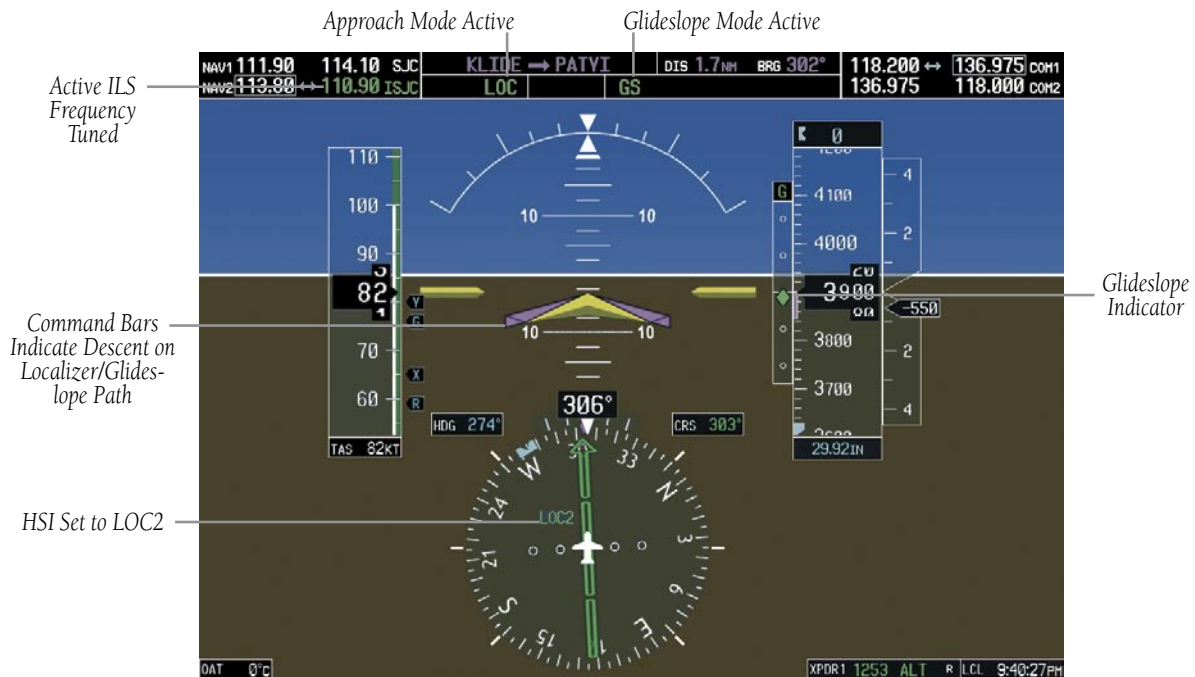 Approach Mode Active
Glideslope Mode Active
Active ILS
Frequency
Tuned
NAV1 111.90 114.10 SJC
NAV2 113.80 ↔ 110.90 ISJC
KLIDE → PATYI DIS 1.7NM BRG 302°
LOC GS
118.200 ↔ 136.975 COM1
136.975 118.000 COM2
110
100
90
82
70
60
TAS 82KT
Y
G
X
R
10 10
10 10
G
0
4100
4000
3900
20
80
3800
3700
29.92IN
4
2
-550
2
4
Glideslope
Indicator
Command Bars
Indicate Descent on
Localizer/Glides-
lope Path
306°
HDG 274°
CRS 303°
33
N
3
6
E
15
S
21
24
W
LOC2
HSI Set to LOC2
OAT 0°C
XPDR1 1253 ALT R LCL 9:40:27PM